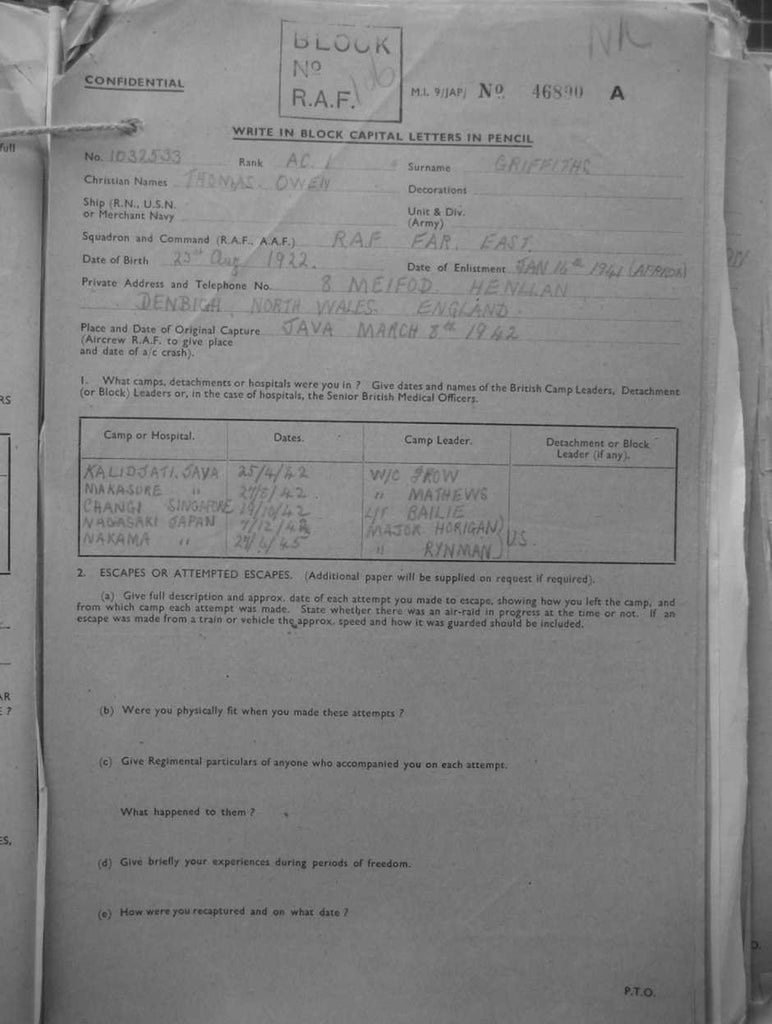 BLOCK
No
R.A.F.
CONFIDENTIAL
M.I. 9/JAP/ No. 46890 A
WRITE IN BLOCK CAPITAL LETTERS IN PENCIL
No. 1032533 Rank AC. 1 Surname GRIFFITHS
Christian Names THOMAS. OWEN Decorations
Ship (R.N., U.S.N. or Merchant Navy
Unit & Div. (Army)
Squadron and Command (R.A.F., A.A.F.) RAF FAR. EAST.
Date of Birth 23rd Aug 1922. Date of Enlistment JAN 16th 1941 (APPROX)
Private Address and Telephone No. 8 MEIFOD. HENLLAN
DENBIGH, NORTH WALES. ENGLAND.
Place and Date of Original Capture JAVA MARCH 8th 1942
(Aircrew R.A.F. to give place
and date of a/c crash).
1. What camps, detachments or hospitals were you in ? Give dates and names of the British Camp Leaders, Detachment
(or Block) Leaders or, in the case of hospitals, the Senior British Medical Officers.
Camp or Hospital. Dates. Camp Leader. Detachment or Block
Leader (if any).
KALIDJATI. JAVA 25/4/42 W/C
MAKASURE " /42 " MATHEWS
CHANGI SINGAPORE 19/10/42 BAILIE
NAGASAKI JAPAN 7/12/42 MAJOR HORIGAN) US.
NAKAMA " /45 " RYNMAN)
2. ESCAPES OR ATTEMPTED ESCAPES. (Additional paper will be supplied on request if required).
(a) Give full description and approx. date of each attempt you made to escape, showing how you left the camp, and
from which camp each attempt was made. State whether there was an air-raid in progress at the time or not. If an
escape was made from a train or vehicle the approx. speed and how it was guarded should be included.
(b) Were you physically fit when you made these attempts ?
(c) Give Regimental particulars of anyone who accompanied you on each attempt.
What happened to them ?
(d) Give briefly your experiences during periods of freedom.
(e) How were you recaptured and on what date ?
P.T.O.